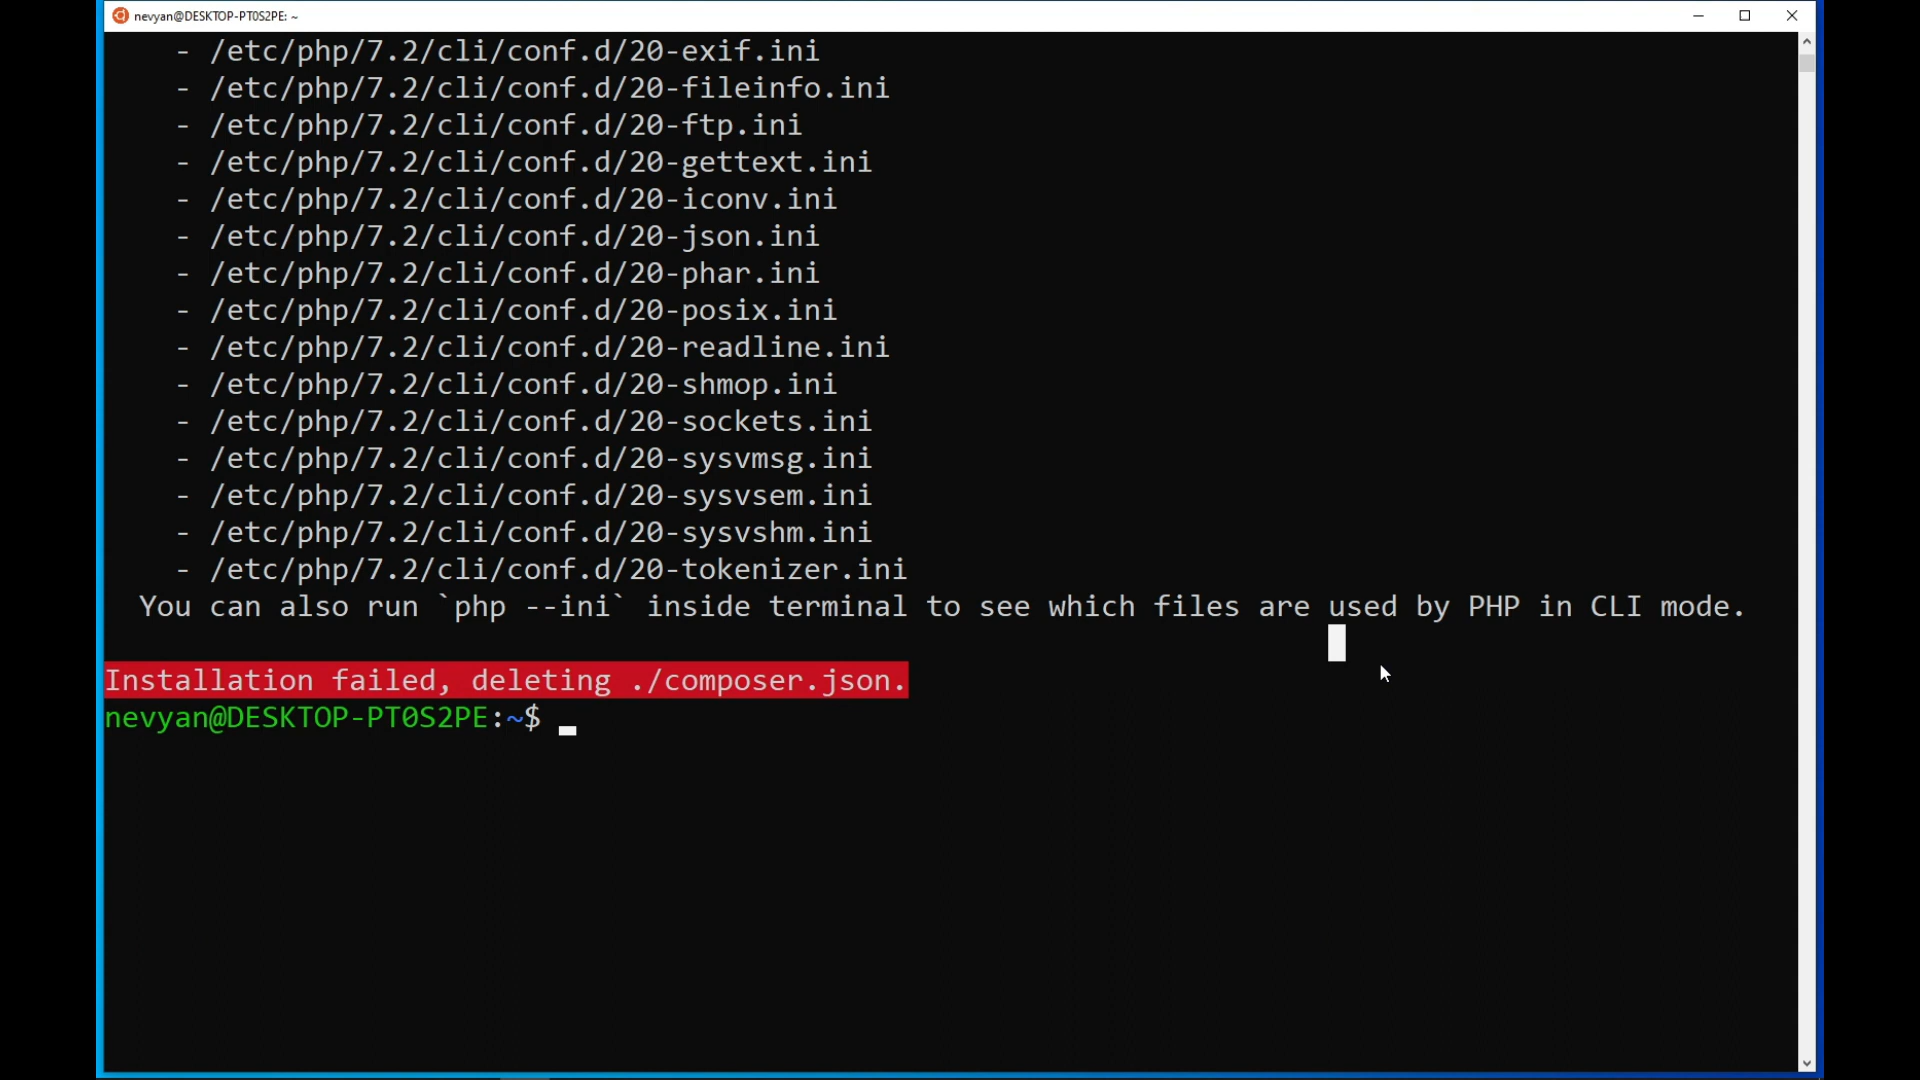 nevyan@DESKTOP-PT0S2PE: ~
- /etc/php/7.2/cli/conf.d/20-exif.ini
- /etc/php/7.2/cli/conf.d/20-fileinfo.ini
- /etc/php/7.2/cli/conf.d/20-ftp.ini
- /etc/php/7.2/cli/conf.d/20-gettext.ini
- /etc/php/7.2/cli/conf.d/20-iconv.ini
- /etc/php/7.2/cli/conf.d/20-json.ini
- /etc/php/7.2/cli/conf.d/20-phar.ini
- /etc/php/7.2/cli/conf.d/20-posix.ini
- /etc/php/7.2/cli/conf.d/20-readline.ini
- /etc/php/7.2/cli/conf.d/20-shmop.ini
- /etc/php/7.2/cli/conf.d/20-sockets.ini
- /etc/php/7.2/cli/conf.d/20-sysvmsg.ini
- /etc/php/7.2/cli/conf.d/20-sysvsem.ini
- /etc/php/7.2/cli/conf.d/20-sysvshm.ini
- /etc/php/7.2/cli/conf.d/20-tokenizer.ini
You can also run `php --ini` inside terminal to see which files are used by PHP in CLI mode.
Installation failed, deleting ./composer.json.
nevyan@DESKTOP-PT0S2PE:~$